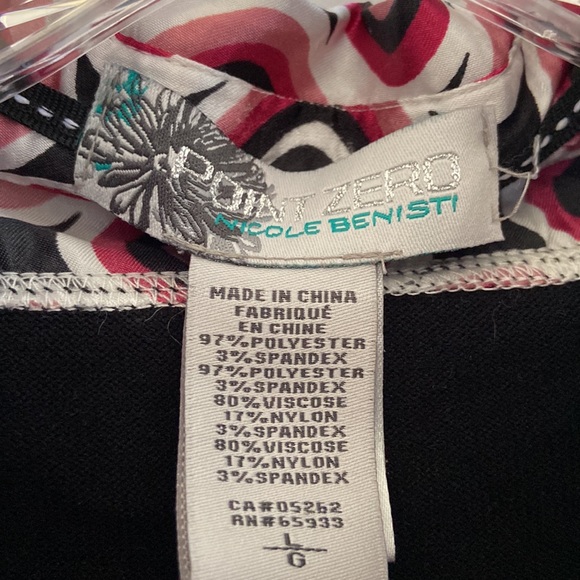 POINT ZERO
NICOLE BENISTI
MADE IN CHINA
FABRIQUÉ
EN CHINE
97%POLYESTER
3%SPANDEX
97%POLYESTER
3%SPANDEX
80%VISCOSE
17%NYLON
3%SPANDEX
80%VISCOSE
17%NYLON
3%SPANDEX
CA#05262
RN#65933
L
G